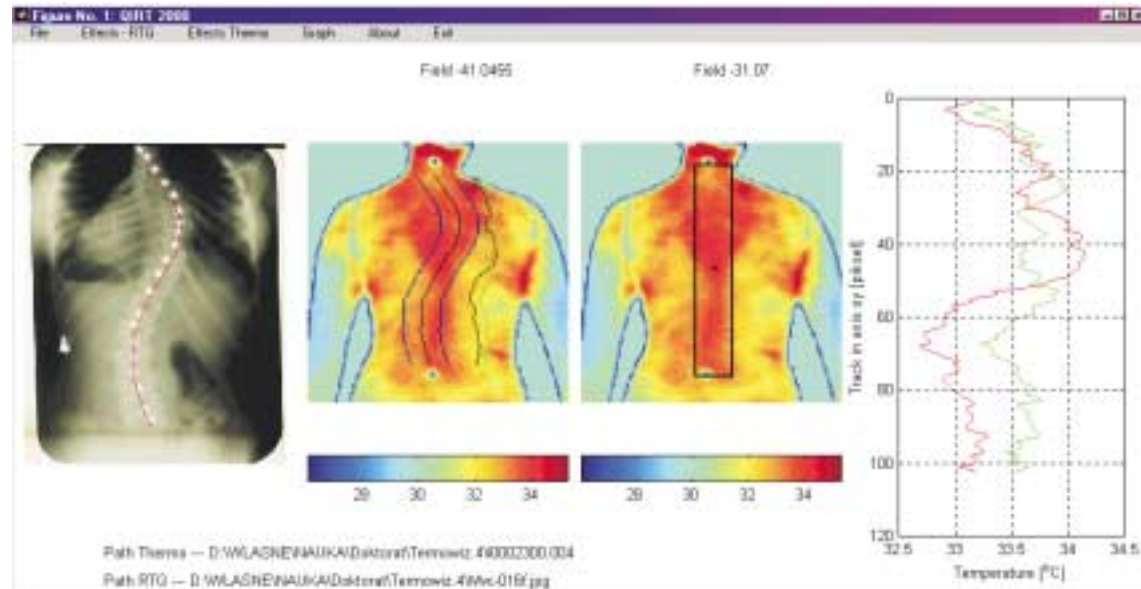 Figure No. 1: QIRT 2000
File Effects - RTG Effects Thermo Graph About Exit
Field -41.0455
Field -31.07
0
20
40
60
80
100
120
Track in axis xy [piksel]
32.5 33 33.5 34 34.5
Temperature [°C]
28 30 32 34
28 30 32 34
Path Thermo --- D:\WLASNE\NAUKA\Doktorat\Termowiz.4\
Path RTG --- D:\WLASNE\NAUKA\Doktorat\Termowiz.4\